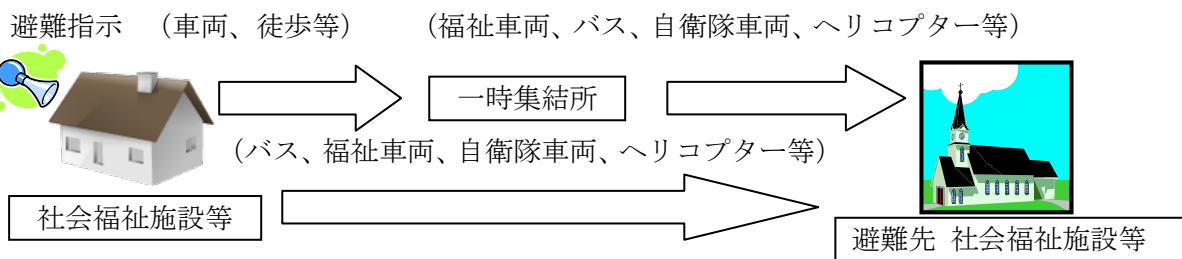 避難指示 （車両、徒歩等） （福祉車両、バス、自衛隊車両、ヘリコプター等）
一時集結所
（バス、福祉車両、自衛隊車両、ヘリコプター等）
社会福祉施設等
避難先 社会福祉施設等